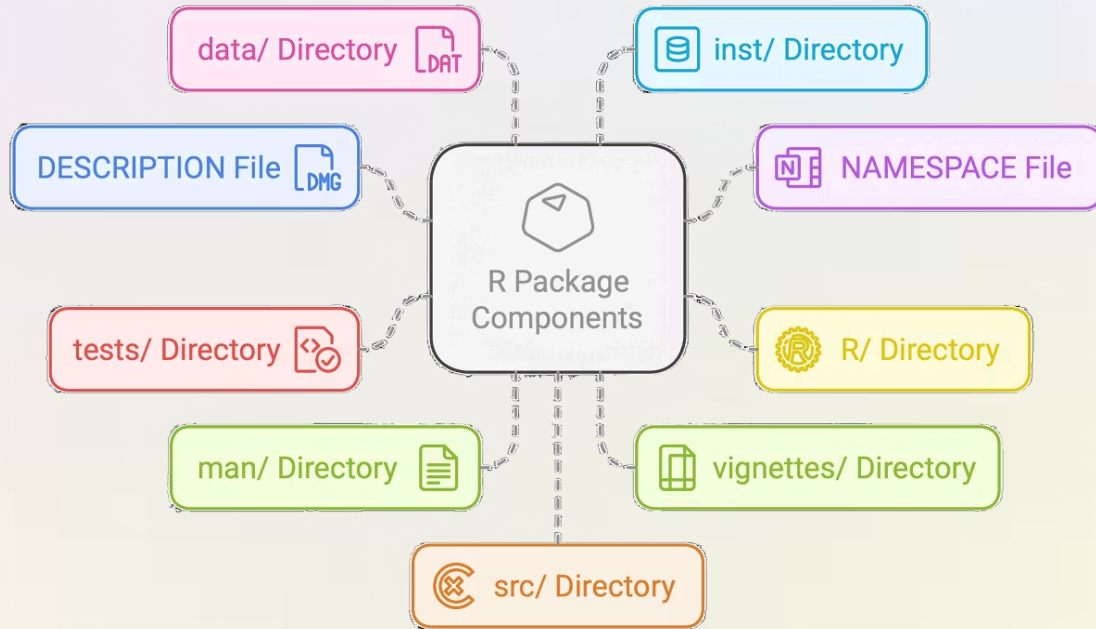 data/ Directory
DAT
inst/ Directory
DESCRIPTION File
DMG
N
NAMESPACE File
R Package
Components
tests/ Directory
R
R/ Directory
man/ Directory
vignettes/ Directory
src/ Directory